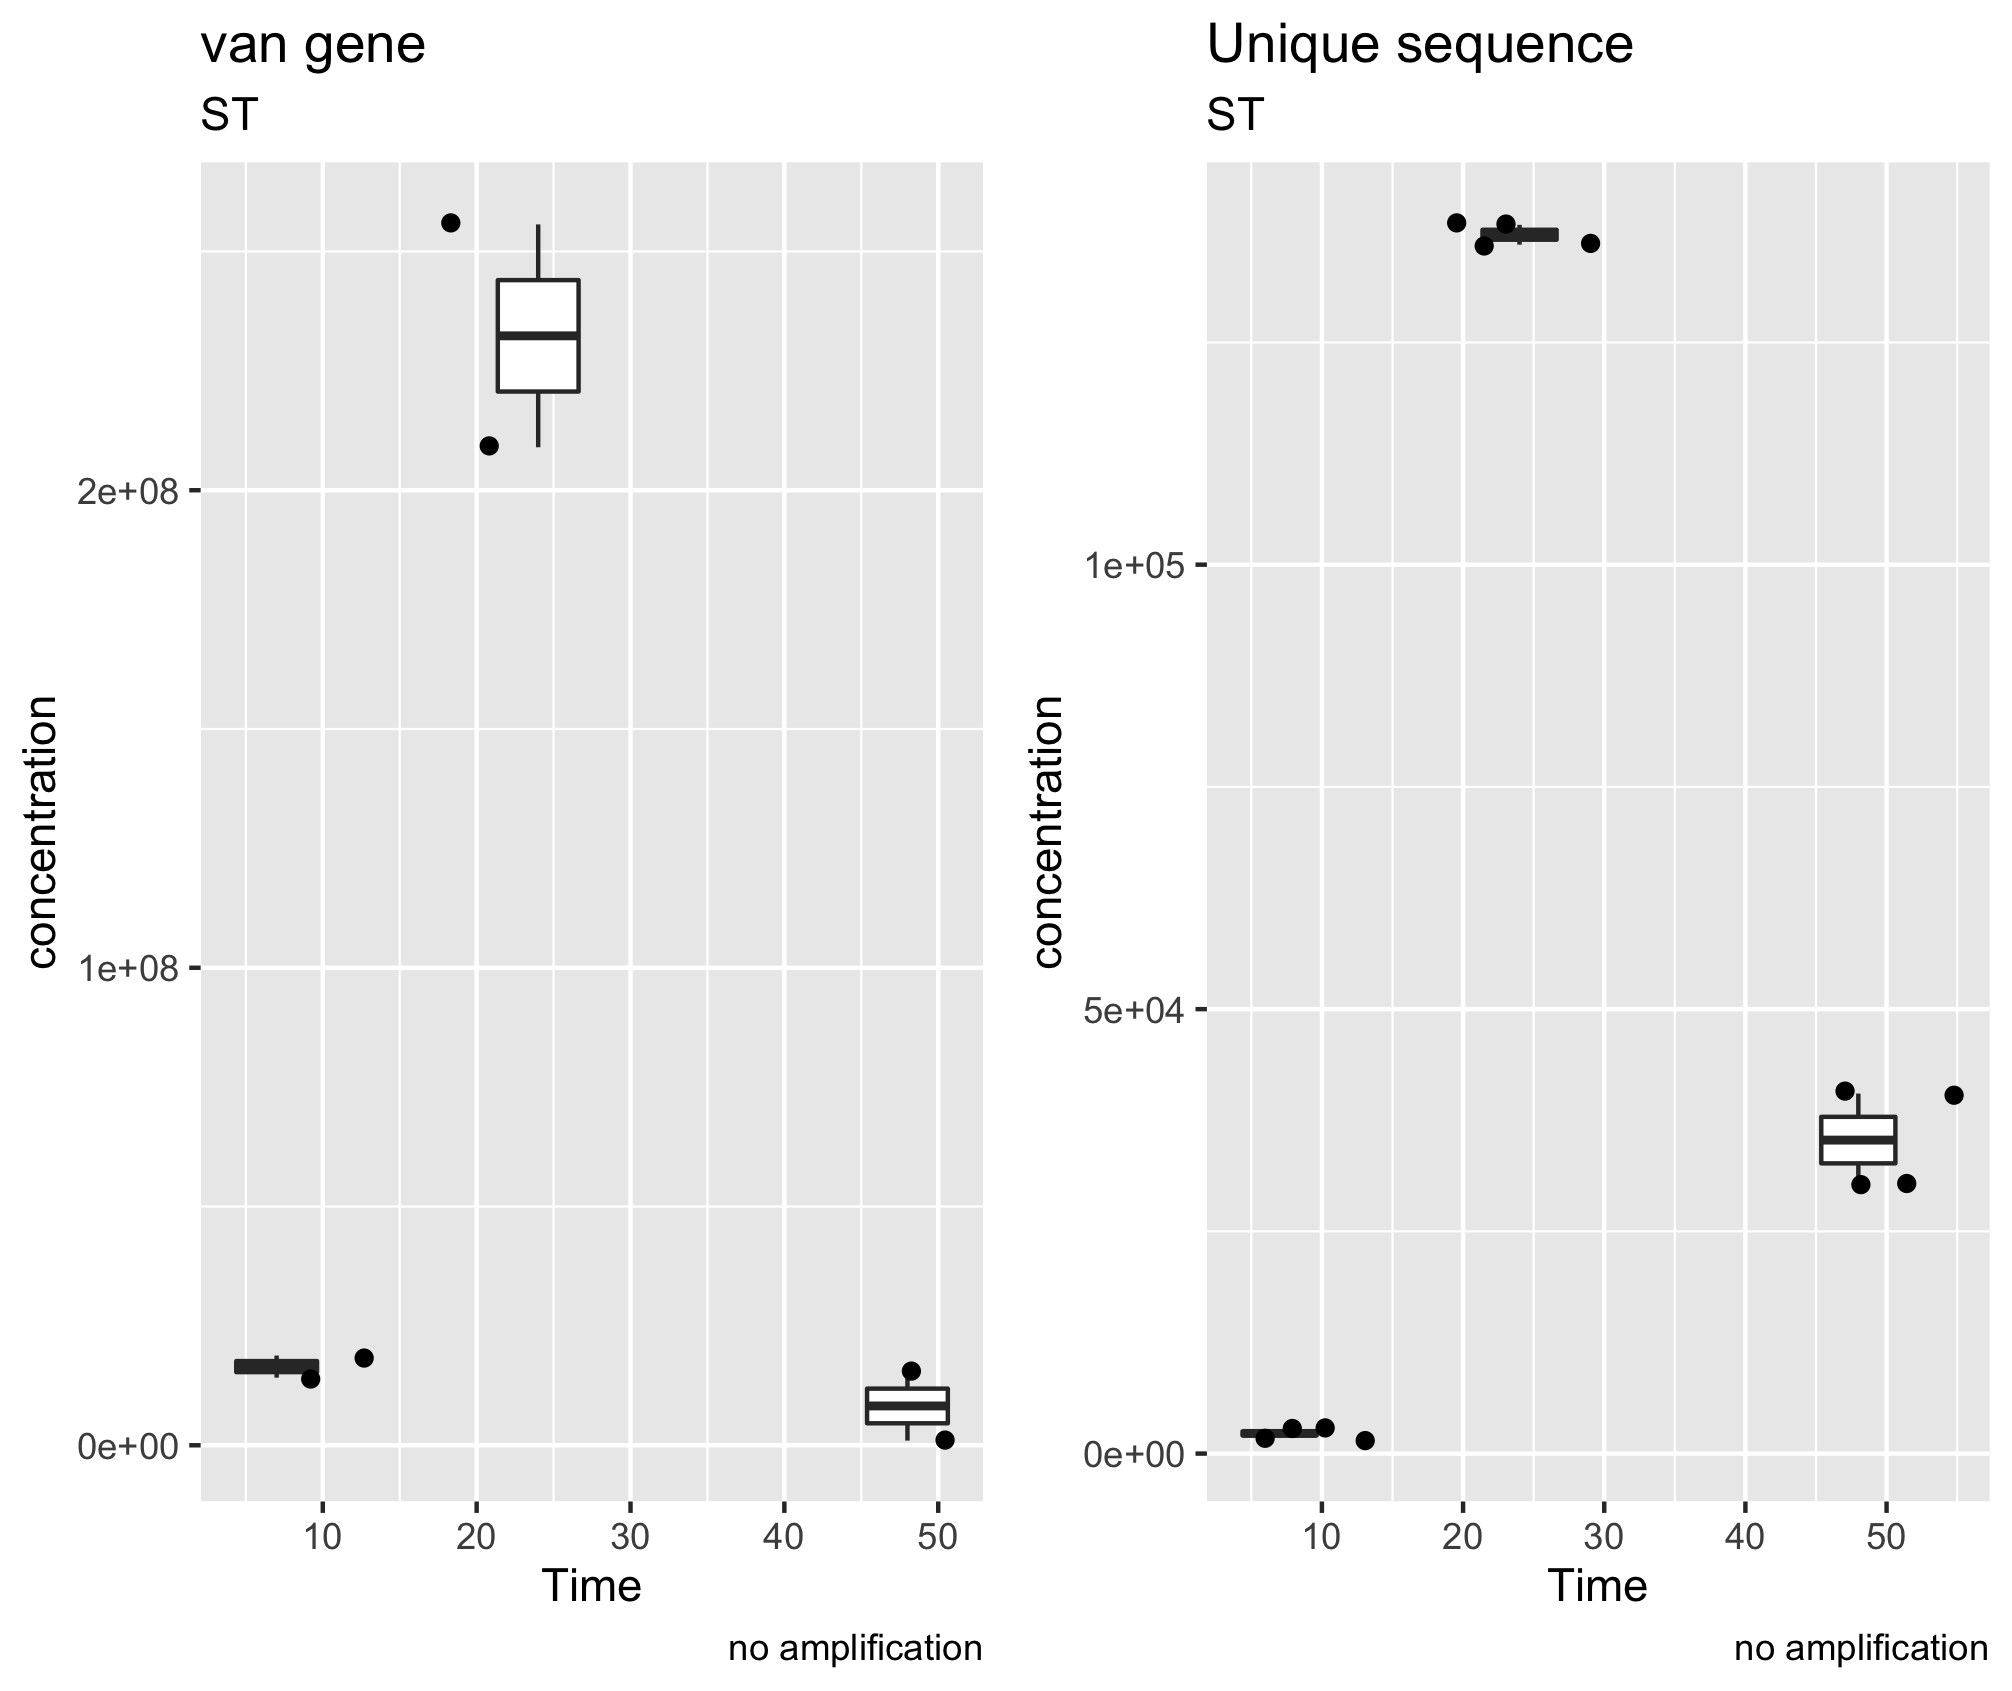 van gene
ST
concentration
2e+08
1e+08
0e+00
10 20 30 40 50
Time
no amplification
Unique sequence
ST
concentration
1e+05
5e+04
0e+00
10 20 30 40 50
Time
no amplification